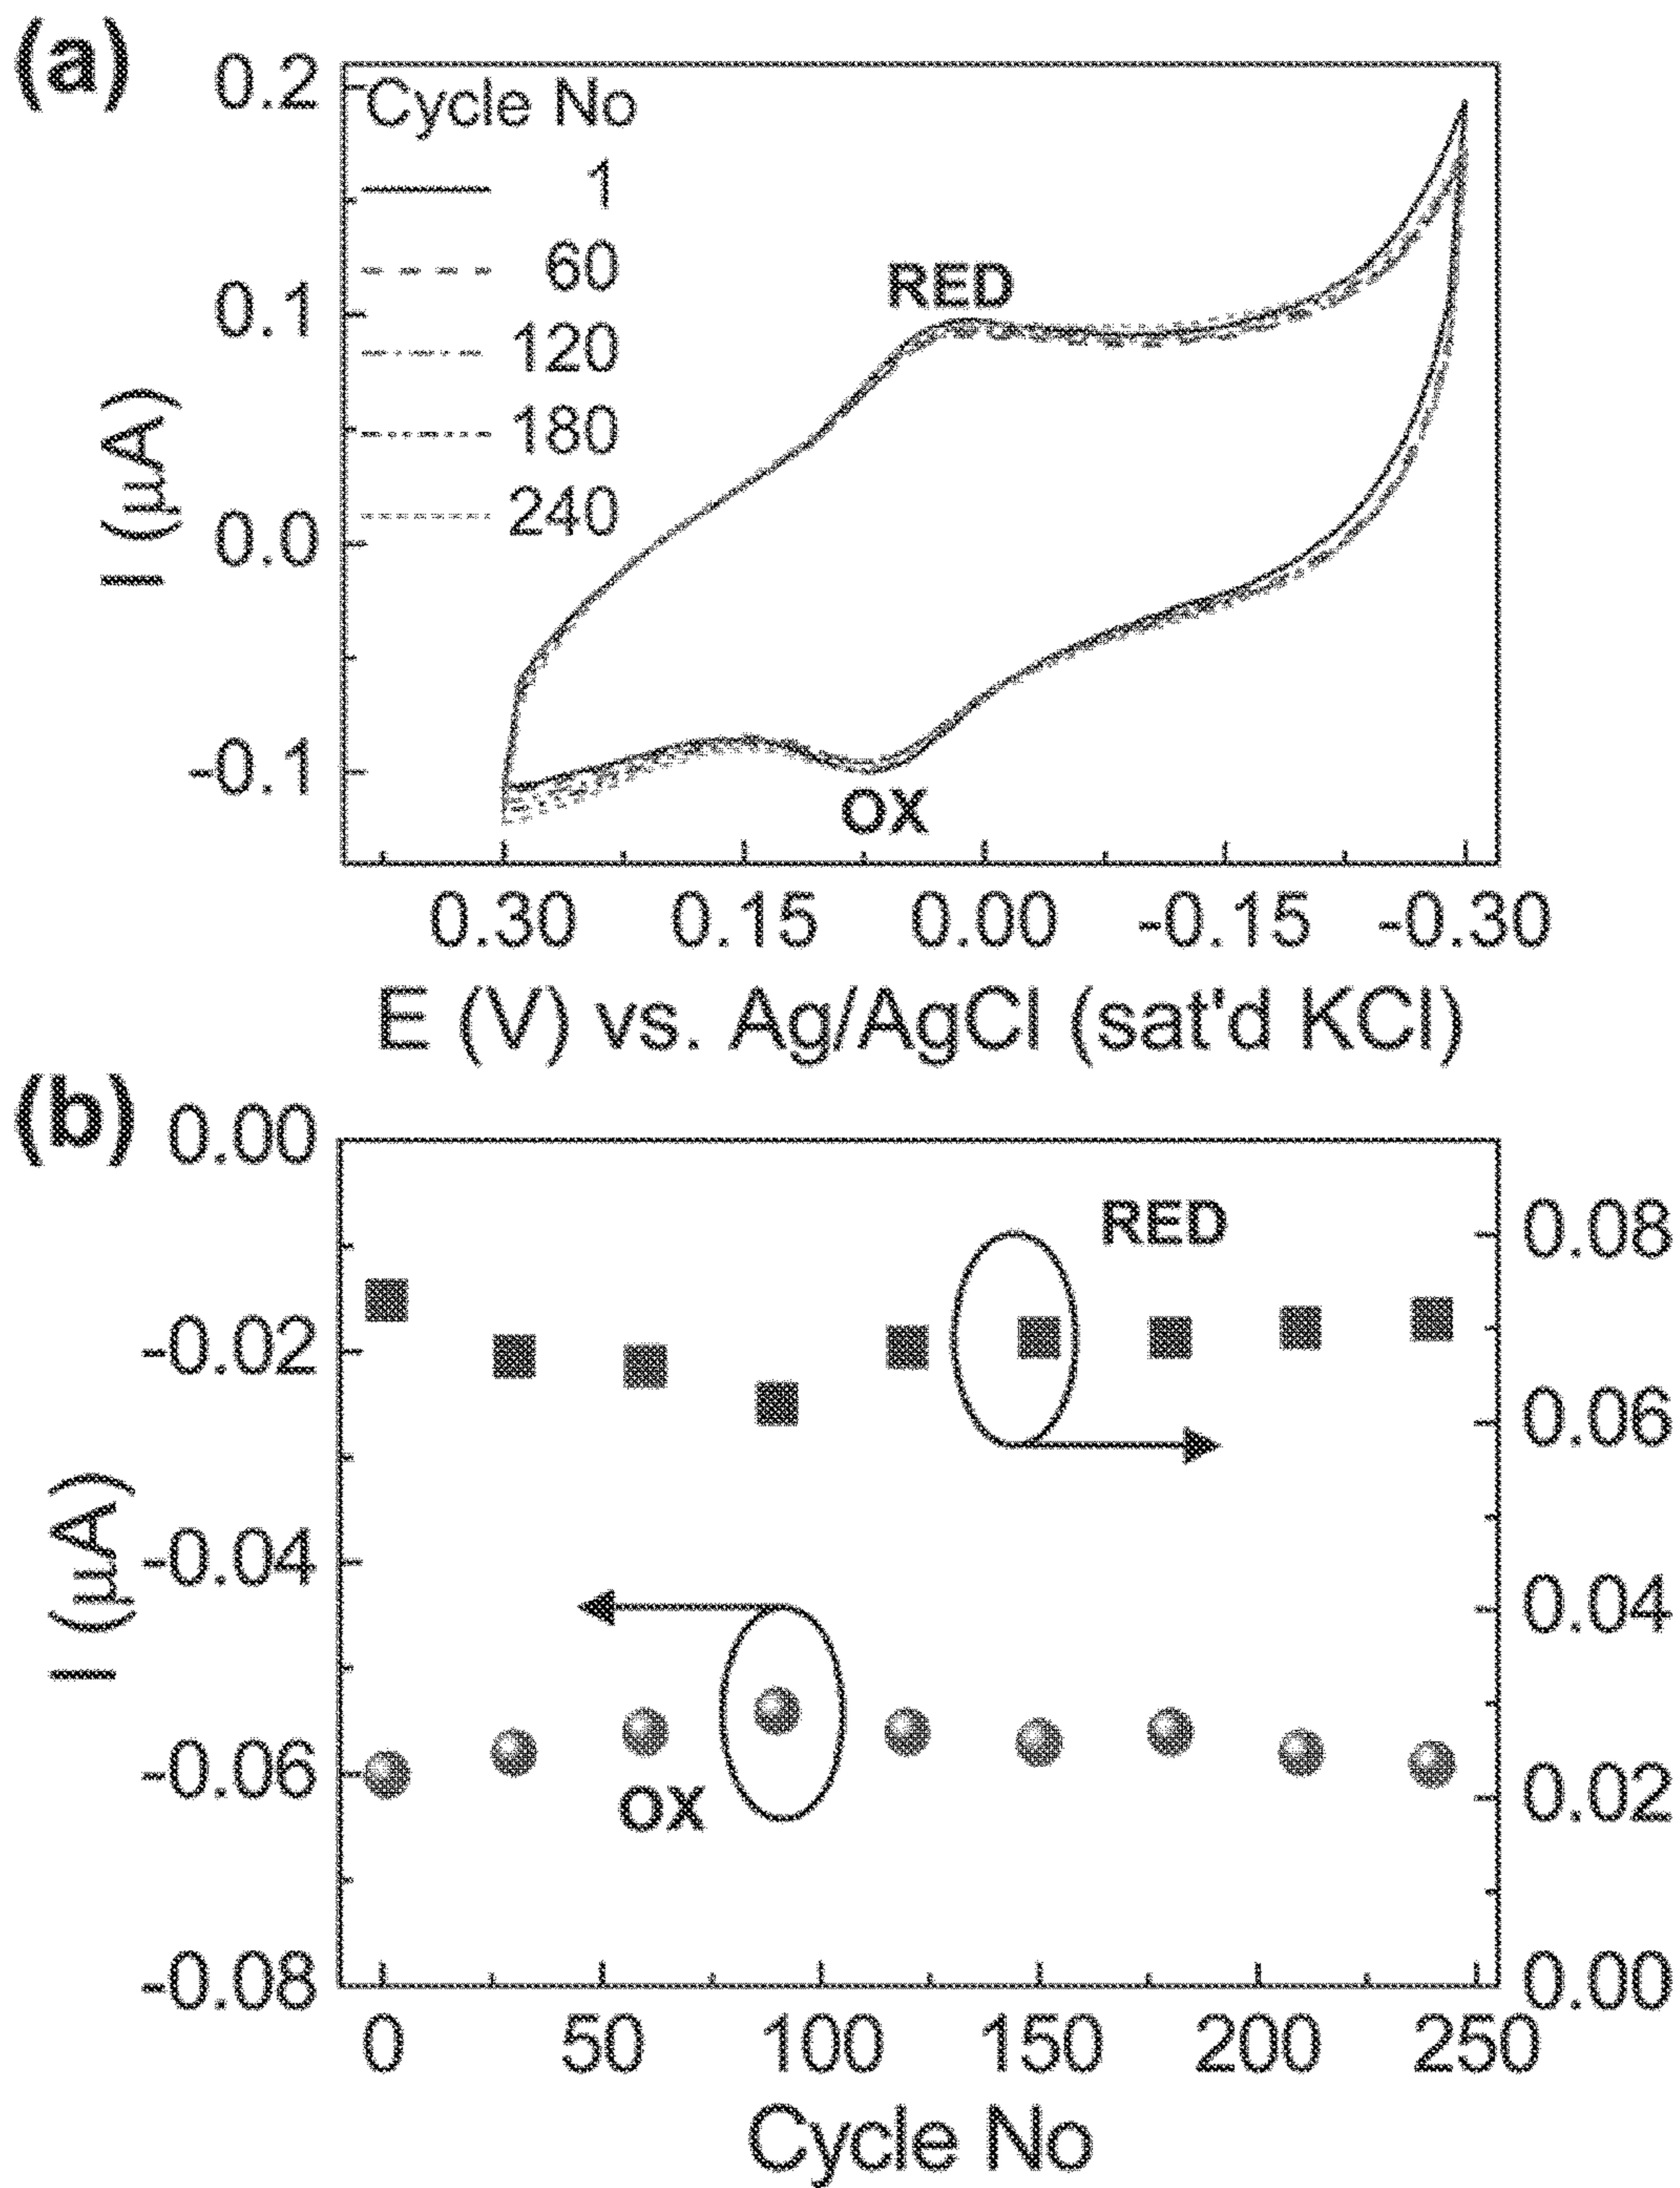 (a)
0.2
0.1
0.0
-0.1
I (μA)
Cycle No
1
60
120
180
240
RED
OX
0.30 0.15 0.00 -0.15 -0.30
E (V) vs. Ag/AgCl (sat'd KCl)
(b)
0.00
-0.02
-0.04
-0.06
-0.08
I (μA)
RED
OX
0.08
0.06
0.04
0.02
0.00
0 50 100 150 200 250
Cycle No